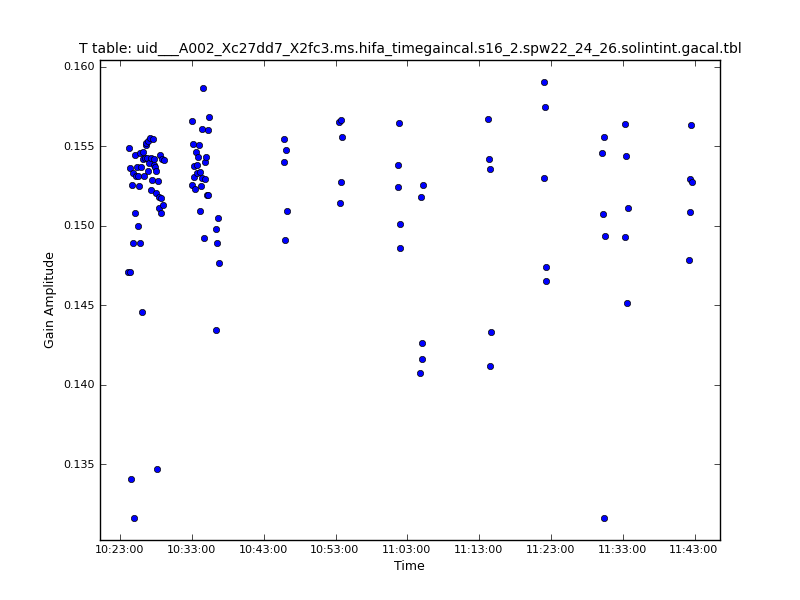 T table: uid___A002_Xc27dd7_X2fc3.ms.hifa_timegaincal.s16_2.spw22_24_26.solintint.gacal.tbl
0.160
0.155
0.150
0.145
0.140
0.135
Gain Amplitude
10:23:00 10:33:00 10:43:00 10:53:00 11:03:00 11:13:00 11:23:00 11:33:00 11:43:00
Time